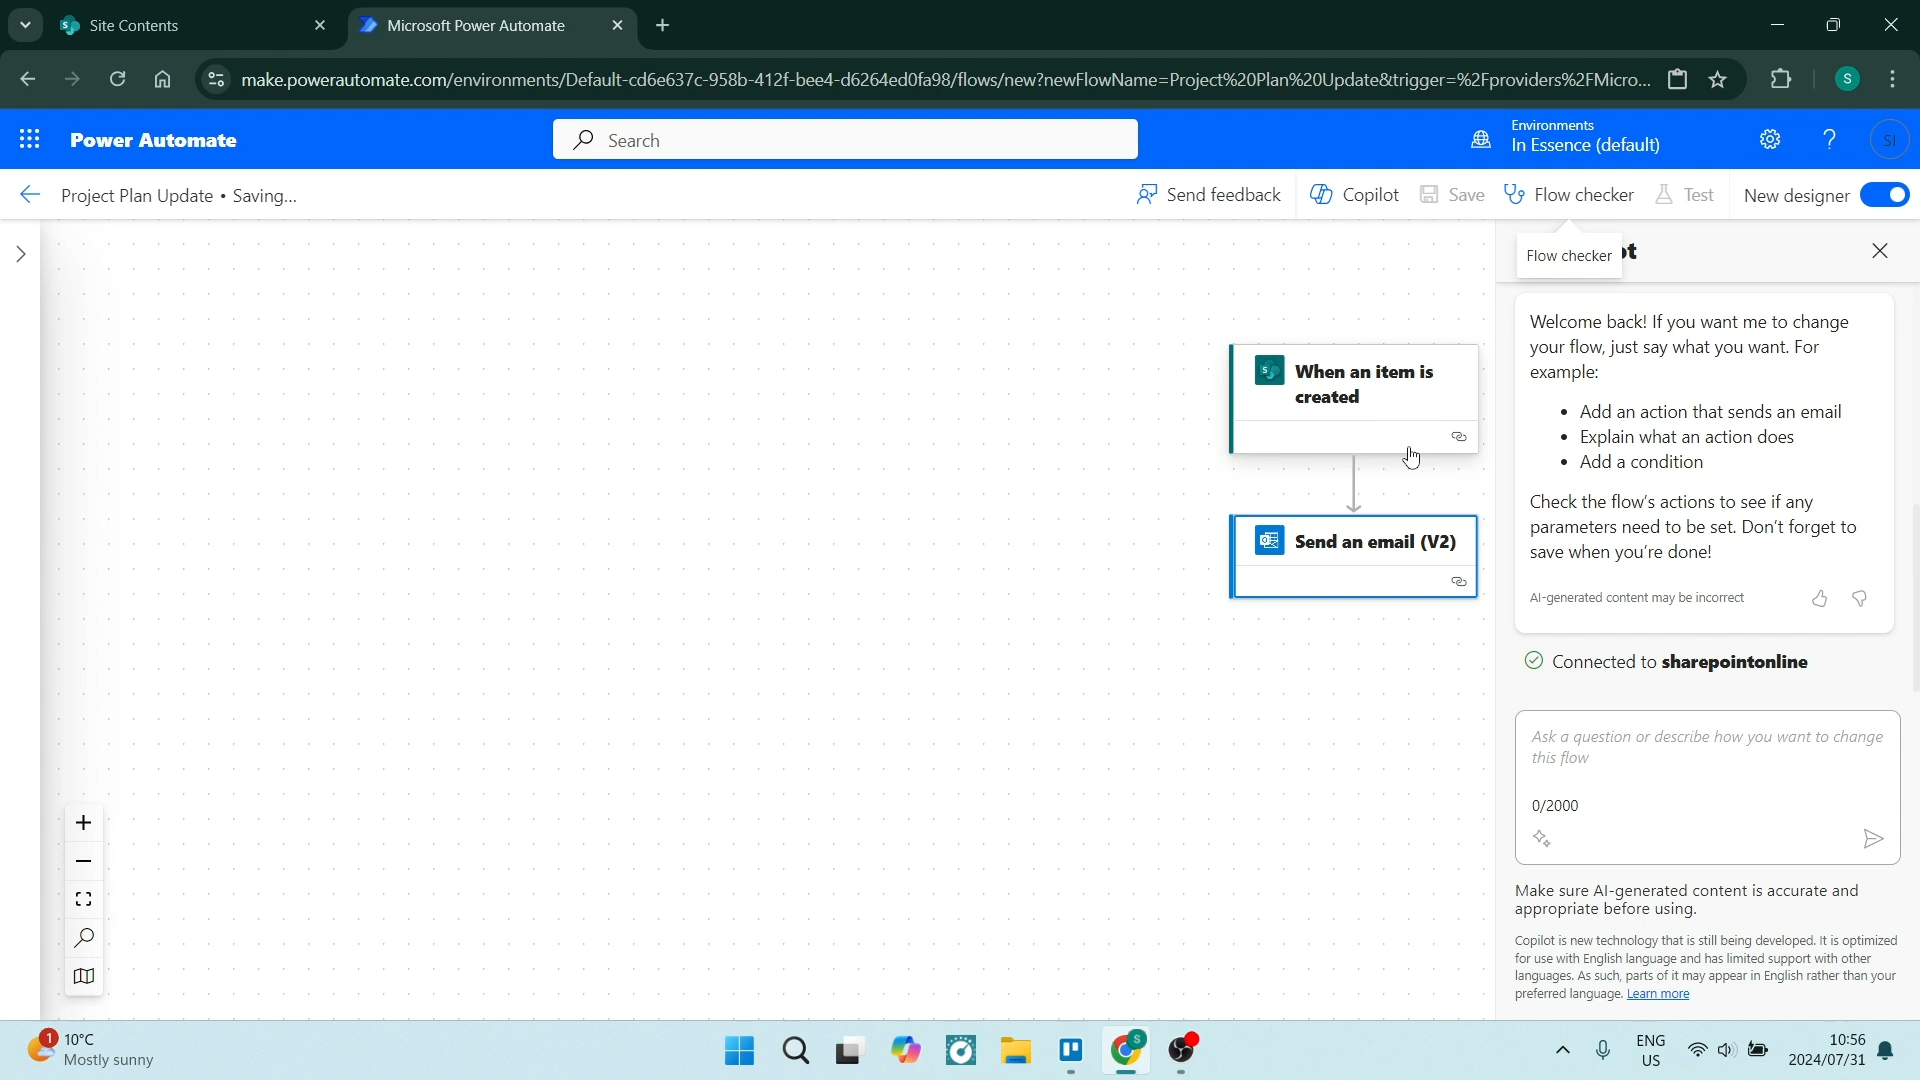 Site Contents
Microsoft Power Automate
make.powerautomate.com/environments/Default-cd6e637c-958b-412f-bee4-d6264ed0fa98/flows/new?newFlowName=Project%20Plan%20Update&trigger=%2Fproviders%2FMicro...
S
Power Automate
Search
Environments
In Essence (default)
SI
Project Plan Update • Saving...
Send feedback
Copilot
Save
Flow checker
Test
New designer
Flow checker
ot
When an item is
created
Send an email (V2)
Welcome back! If you want me to change
your flow, just say what you want. For
example:
• Add an action that sends an email
• Explain what an action does
• Add a condition
Check the flow's actions to see if any
parameters need to be set. Don't forget to
save when you're done!
AI-generated content may be incorrect
Connected to sharepointonline
Ask a question or describe how you want to change
this flow
0/2000
Make sure AI-generated content is accurate and
appropriate before using.
Copilot is new technology that is still being developed. It is optimized
for use with English language and has limited support with other
languages. As such, parts of it may appear in English rather than your
preferred language. Learn more
1
10°C
Mostly sunny
ENG
US
10:56
2024/07/31